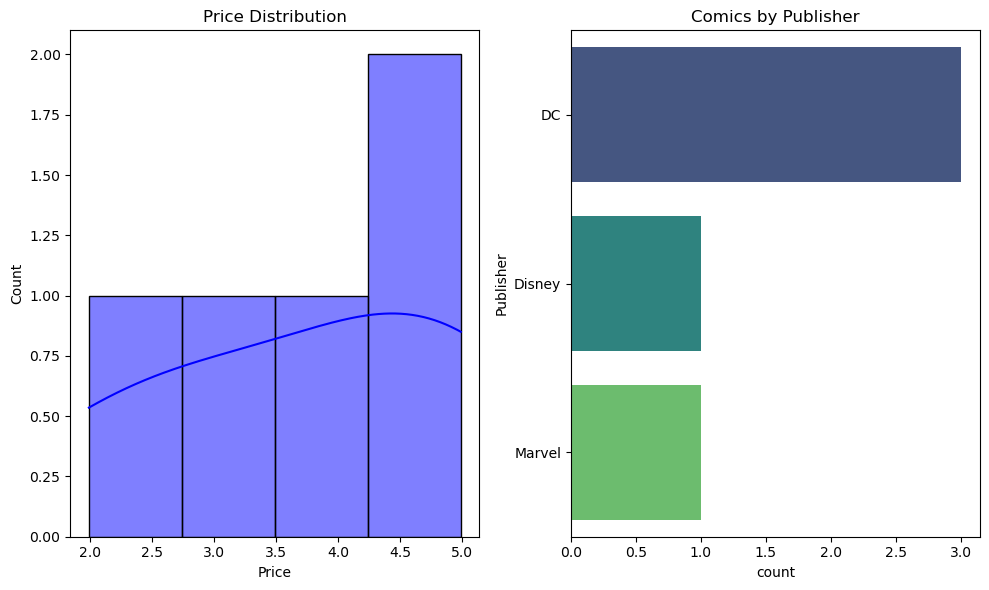 Price Distribution
Count
2.00
1.75
1.50
1.25
1.00
0.75
0.50
0.25
0.00
2.0 2.5 3.0 3.5 4.0 4.5 5.0
Price
Comics by Publisher
Publisher
DC
Disney
Marvel
0.0 0.5 1.0 1.5 2.0 2.5 3.0
count